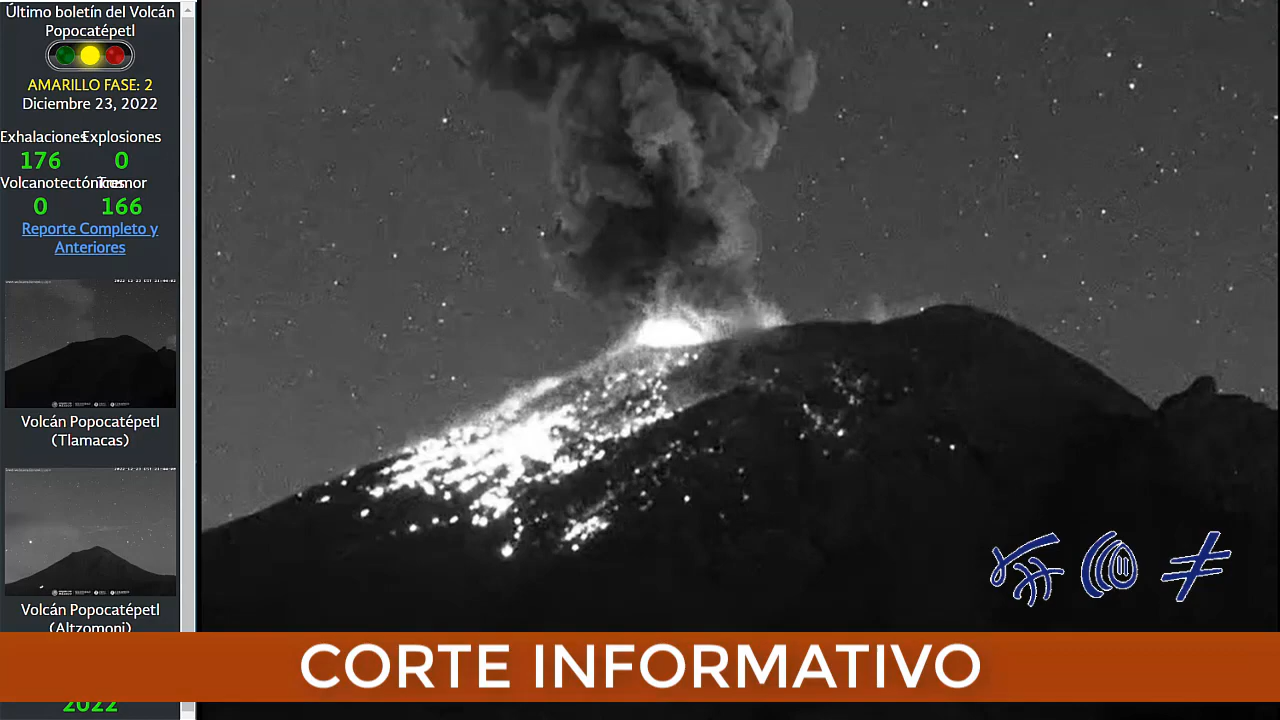 Último boletín del Volcán
Popocatépetl
AMARILLO FASE: 2
Diciembre 23, 2022
Exhalaciones Explosiones
176 0
Volcanotectónicos Tremor
0 166
Reporte Completo y
Anteriores
Volcán Popocatépetl
(Tlamacas)
Volcán Popocatépetl
(Altzomoni)
CORTE INFORMATIVO
2022